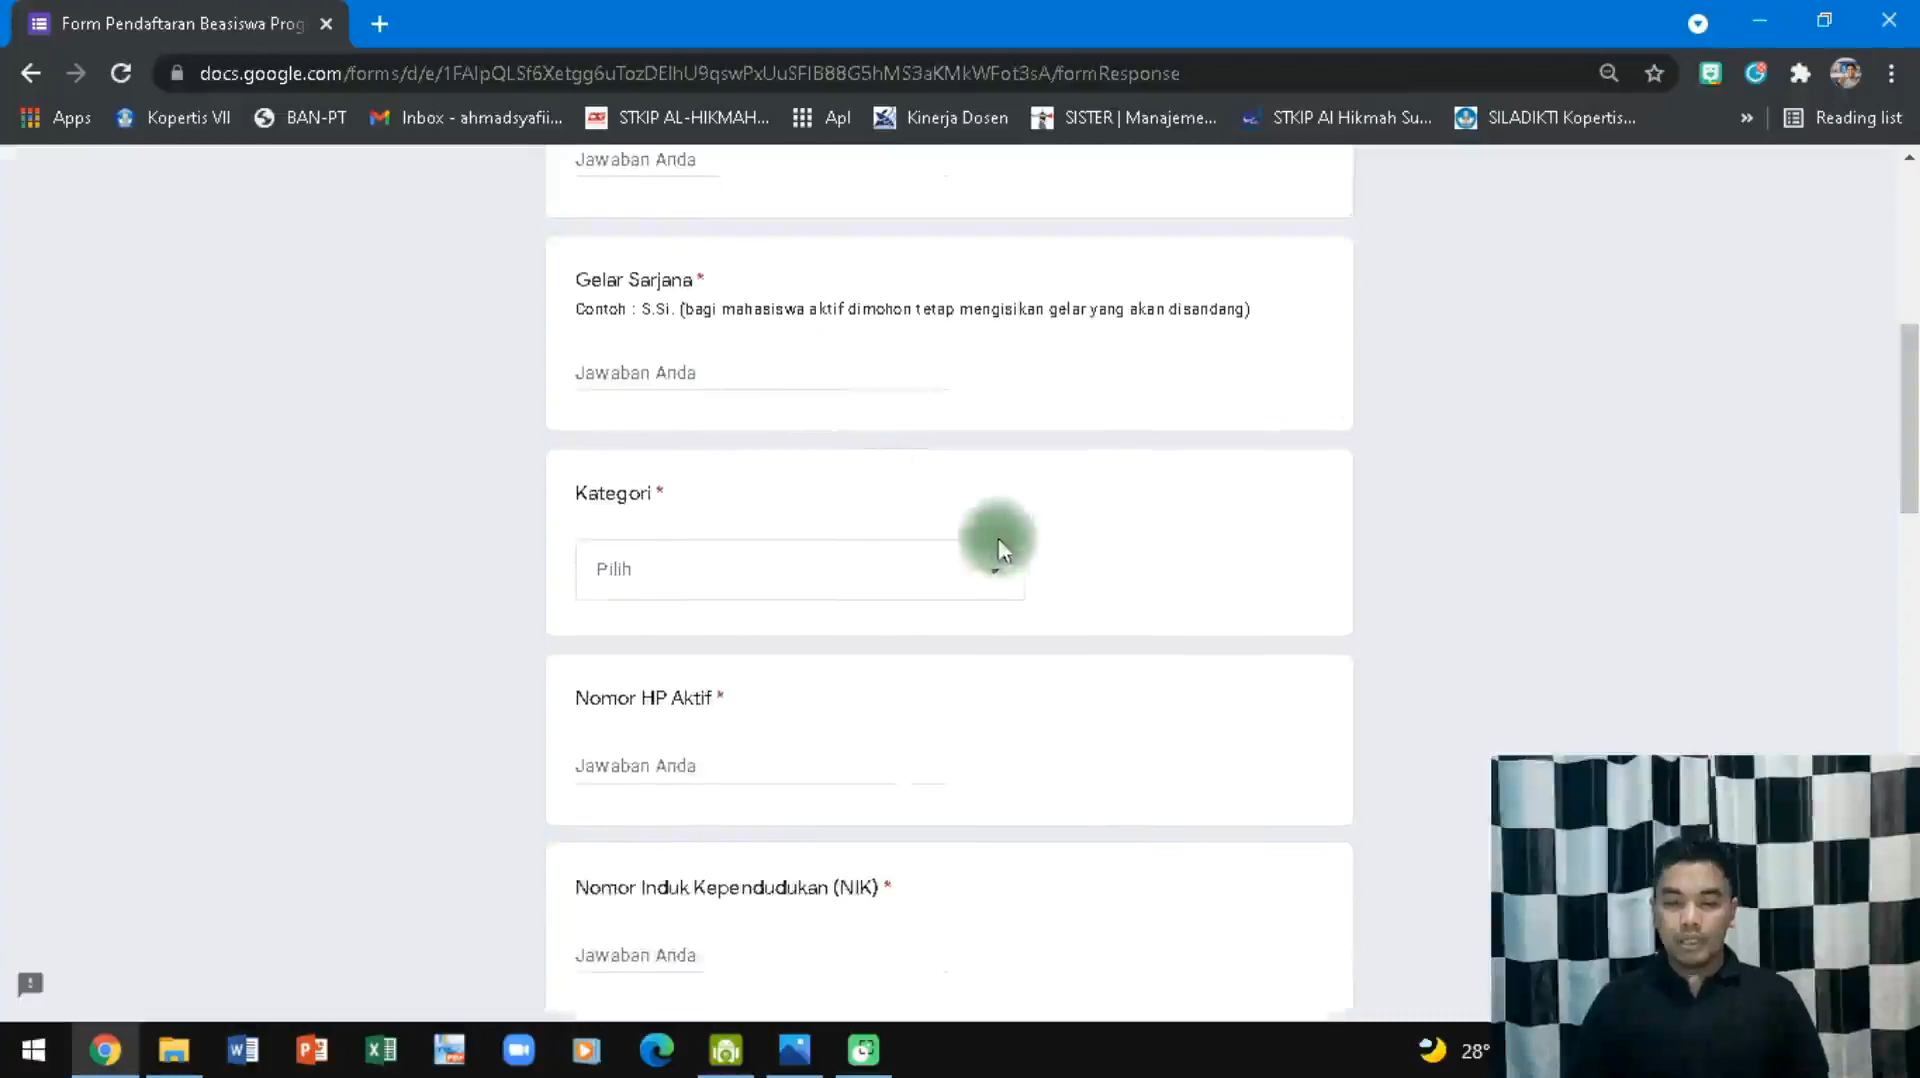 Form Pendaftaran Beasiswa Prog
docs.google.com/forms/d/e/1FAIpQLSf6Xetgg6uTozDEIhU9qswPxUuSFIB88G5hMS3aKMkWFot3sA/formResponse
Apps
Kopertis VII
BAN-PT
Inbox - ahmadsyafii...
STKIP AL-HIKMAH...
Apl
Kinerja Dosen
SISTER | Manajeme...
STKIP Al Hikmah Su...
SILADIKTI Kopertis...
»
Reading list
Jawaban Anda
Gelar Sarjana *
Contoh : S.Si. (bagi mahasiswa aktif dimohon tetap mengisikan gelar yang akan disandang)
Jawaban Anda
Kategori *
Pilih
Nomor HP Aktif *
Jawaban Anda
Nomor Induk Kependudukan (NIK) *
Jawaban Anda
28°